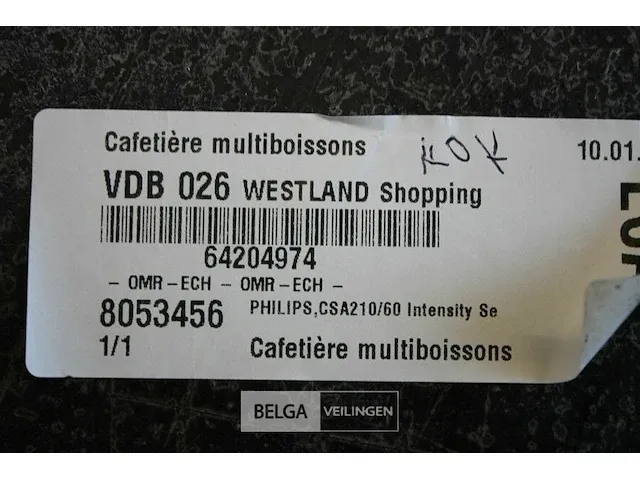 Cafetière multiboissons 10.01.
VDB 026 WESTLAND Shopping
64204974
- OMR-ECH - OMR-ECH -
8053456 PHILIPS,CSA210/60 Intensity Se
1/1 Cafetière multiboissons
BELGA VEILINGEN